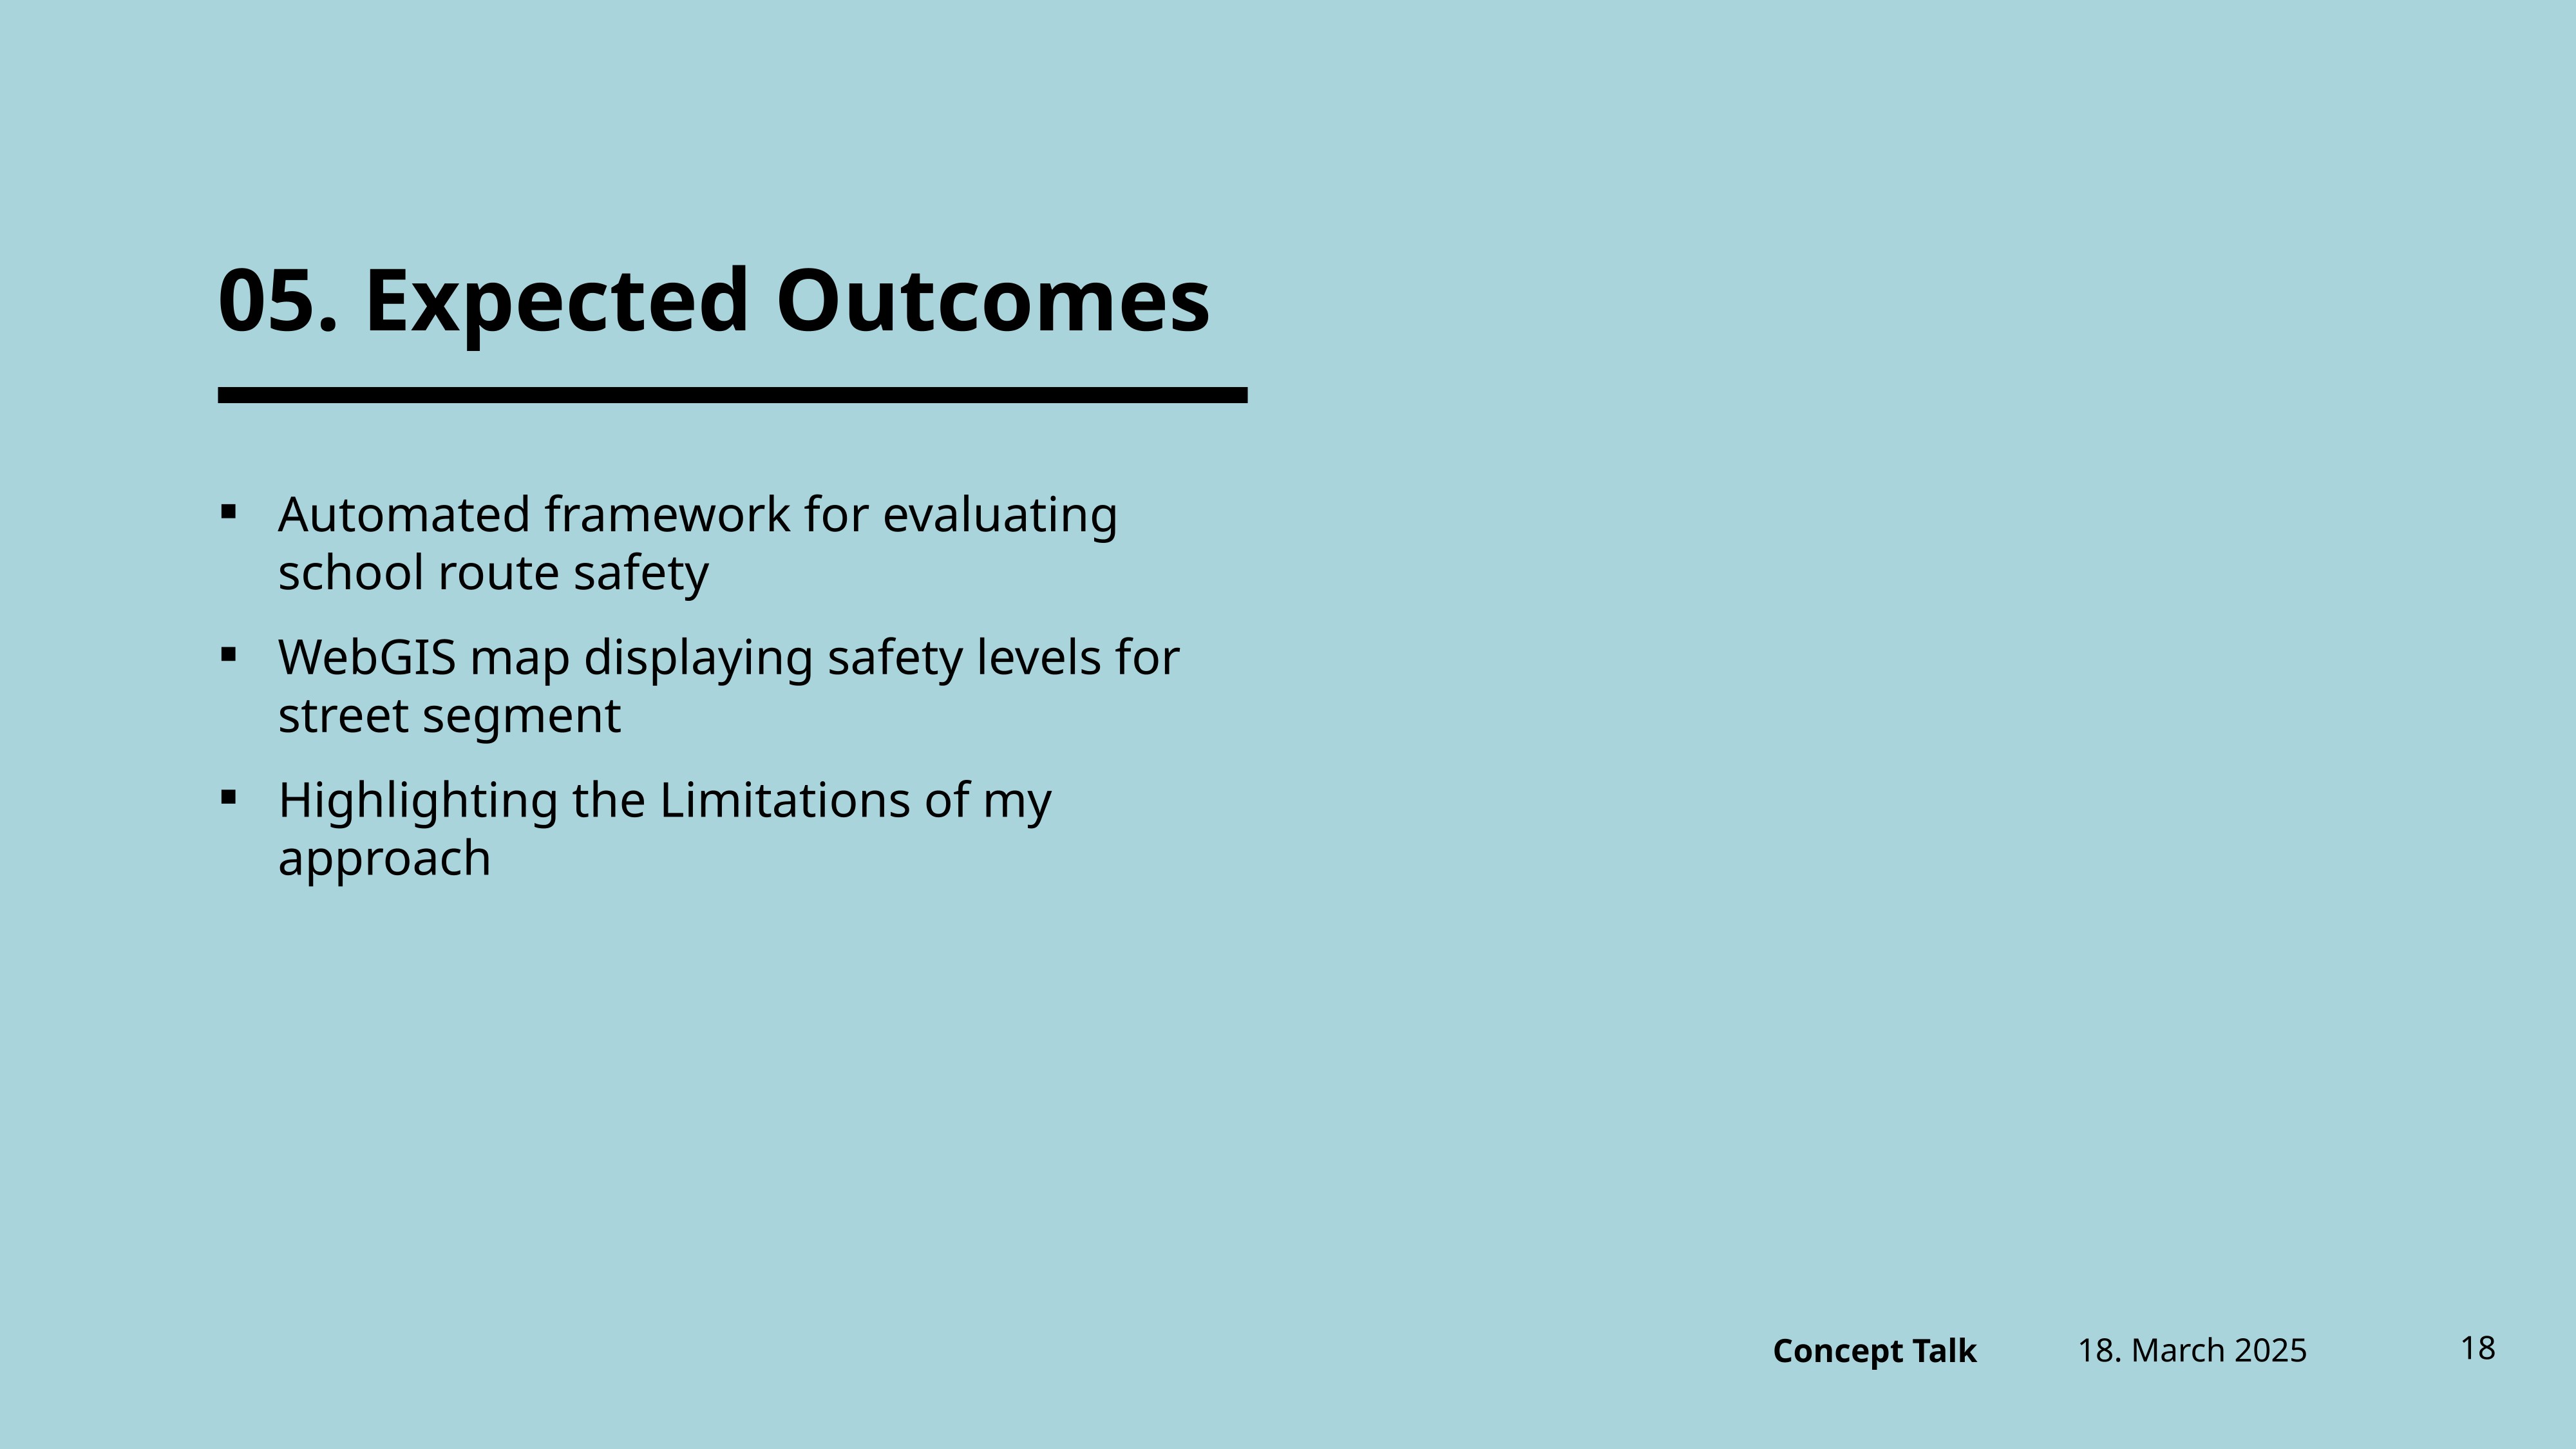 05. Expected Outcomes
▪ Automated framework for evaluating
school route safety
▪ WebGIS map displaying safety levels for
street segment
▪ Highlighting the Limitations of my
approach
Concept Talk 18. March 2025 18